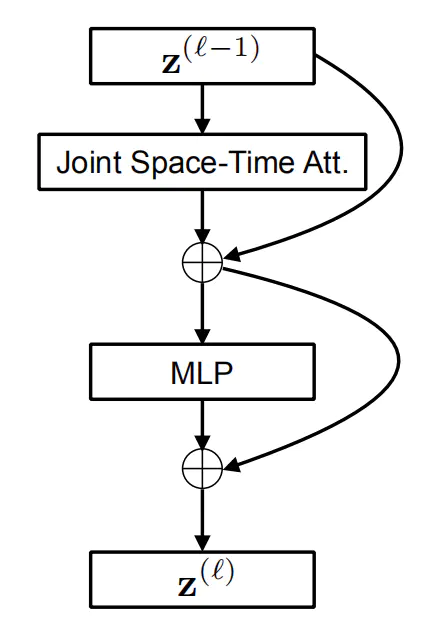 z^(ℓ−1)
Joint Space-Time Att.
MLP
z^(ℓ)